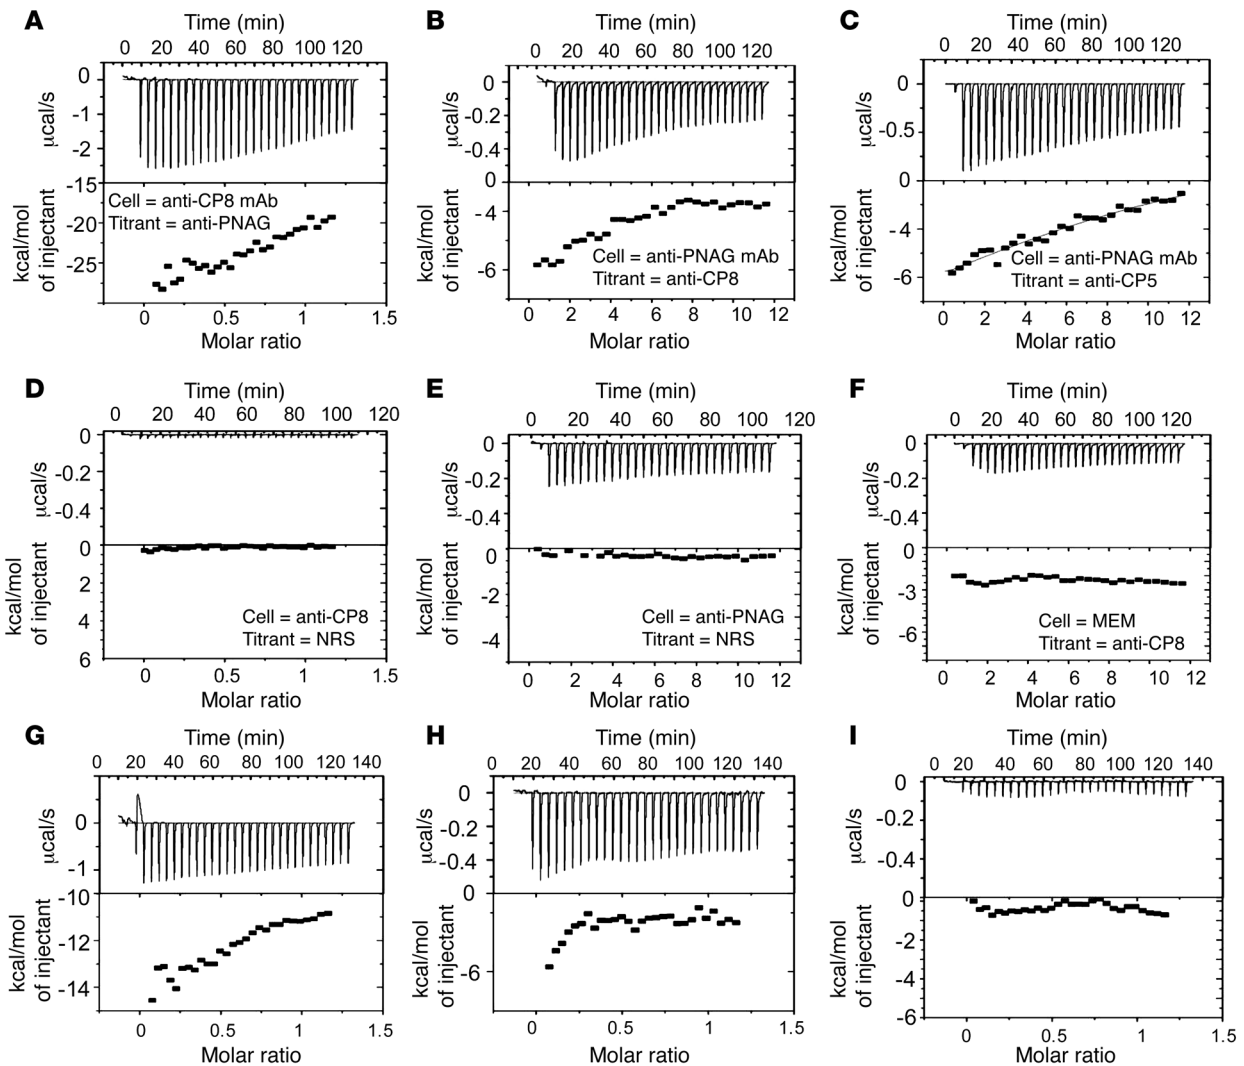 A
Time (min)
0 20 40 60 80 100 120
0
-1
-2
μcal/s
-15
-20
-25
kcal/mol
of injectant
Cell = anti-CP8 mAb
Titrant = anti-PNAG
0 0.5 1 1.5
Molar ratio
B
Time (min)
0 20 40 60 80 100 120
0
-0.2
-0.4
μcal/s
0
-4
-6
kcal/mol
of injectant
Cell = anti-PNAG mAb
Titrant = anti-CP8
0 2 4 6 8 10 12
Molar ratio
C
Time (min)
0 20 40 60 80 100 120
0
-0.5
μcal/s
0
-4
-6
kcal/mol
of injectant
Cell = anti-PNAG mAb
Titrant = anti-CP5
0 2 4 6 8 10 12
Molar ratio
D
Time (min)
0 20 40 60 80 100 120
0
-0.2
-0.4
μcal/s
0
2
4
6
kcal/mol
of injectant
Cell = anti-CP8
Titrant = NRS
0 0.5 1 1.5
Molar ratio
E
Time (min)
0 20 40 60 80 100 120
0
-0.2
-0.4
μcal/s
0
-2
-4
kcal/mol
of injectant
Cell = anti-PNAG
Titrant = NRS
0 2 4 6 8 10 12
Molar ratio
F
Time (min)
0 20 40 60 80 100 120
0
-0.2
-0.4
μcal/s
0
-3
-6
kcal/mol
of injectant
Cell = MEM
Titrant = anti-CP8
0 2 4 6 8 10 12
Molar ratio
G
Time (min)
0 20 40 60 80 100 120 140
0
-1
μcal/s
-10
-12
-14
kcal/mol
of injectant
0 0.5 1 1.5
Molar ratio
H
Time (min)
0 20 40 60 80 100 120 140
0
-0.2
-0.4
μcal/s
0
-6
kcal/mol
of injectant
0 0.5 1 1.5
Molar ratio
I
Time (min)
0 20 40 60 80 100 120 140
0
-0.2
-0.4
μcal/s
0
-2
-4
-6
kcal/mol
of injectant
0 0.5 1 1.5
Molar ratio